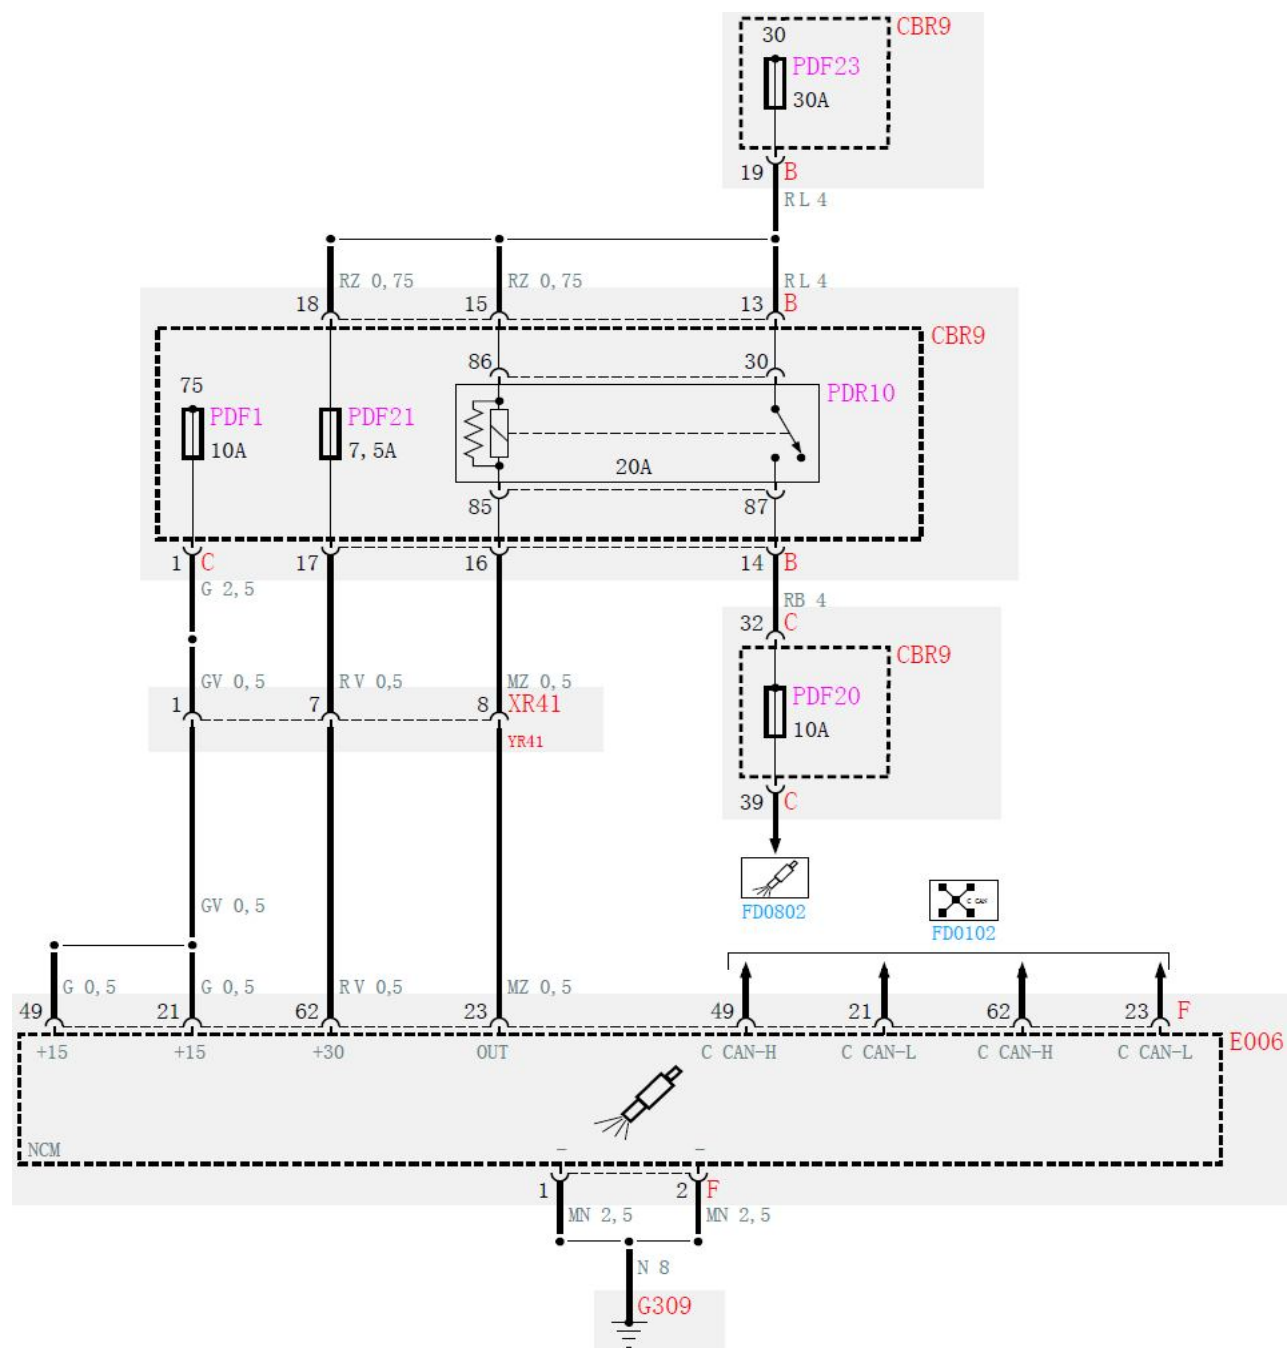 30 CBR9
PDF23
30A
19 B
RL 4
RZ 0,75 RZ 0,75 RL 4
18 15 13 B
CBR9
86 30
75 PDR10
PDF1 PDF21
10A 7,5A
20A
85 87
1 C 17 16 14 B
G 2,5 RB 4
32 C
CBR9
GV 0,5 RV 0,5 MZ 0,5
1 7 8 XR41 PDF20
10A
YR41
39 C
GV 0,5 FD0802
C CAN
FD0102
G 0,5 G 0,5 RV 0,5 MZ 0,5
49 21 62 23 49 21 62 23 F
+15 +15 +30 OUT C CAN-H C CAN-L C CAN-H C CAN-L E006
NCM - -
1 2 F
MN 2,5 MN 2,5
N 8
G309